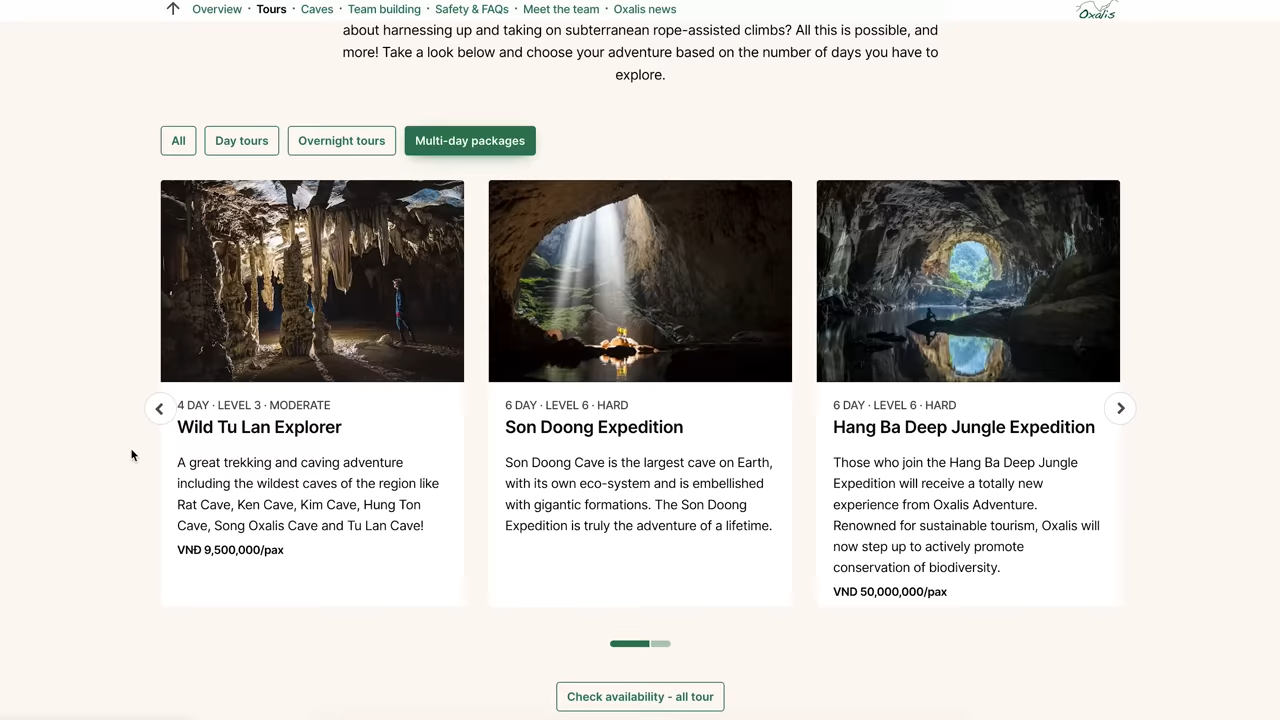 Overview · Tours · Caves · Team building · Safety & FAQs · Meet the team · Oxalis news
Oxalis
about harnessing up and taking on subterranean rope-assisted climbs? All this is possible, and
more! Take a look below and choose your adventure based on the number of days you have to
explore.
All
Day tours
Overnight tours
Multi-day packages
4 DAY · LEVEL 3 · MODERATE
Wild Tu Lan Explorer
A great trekking and caving adventure
including the wildest caves of the region like
Rat Cave, Ken Cave, Kim Cave, Hung Ton
Cave, Song Oxalis Cave and Tu Lan Cave!
VNĐ 9,500,000/pax
6 DAY · LEVEL 6 · HARD
Son Doong Expedition
Son Doong Cave is the largest cave on Earth,
with its own eco-system and is embellished
with gigantic formations. The Son Doong
Expedition is truly the adventure of a lifetime.
6 DAY · LEVEL 6 · HARD
Hang Ba Deep Jungle Expedition
Those who join the Hang Ba Deep Jungle
Expedition will receive a totally new
experience from Oxalis Adventure.
Renowned for sustainable tourism, Oxalis will
now step up to actively promote
conservation of biodiversity.
VND 50,000,000/pax
Check availability - all tour